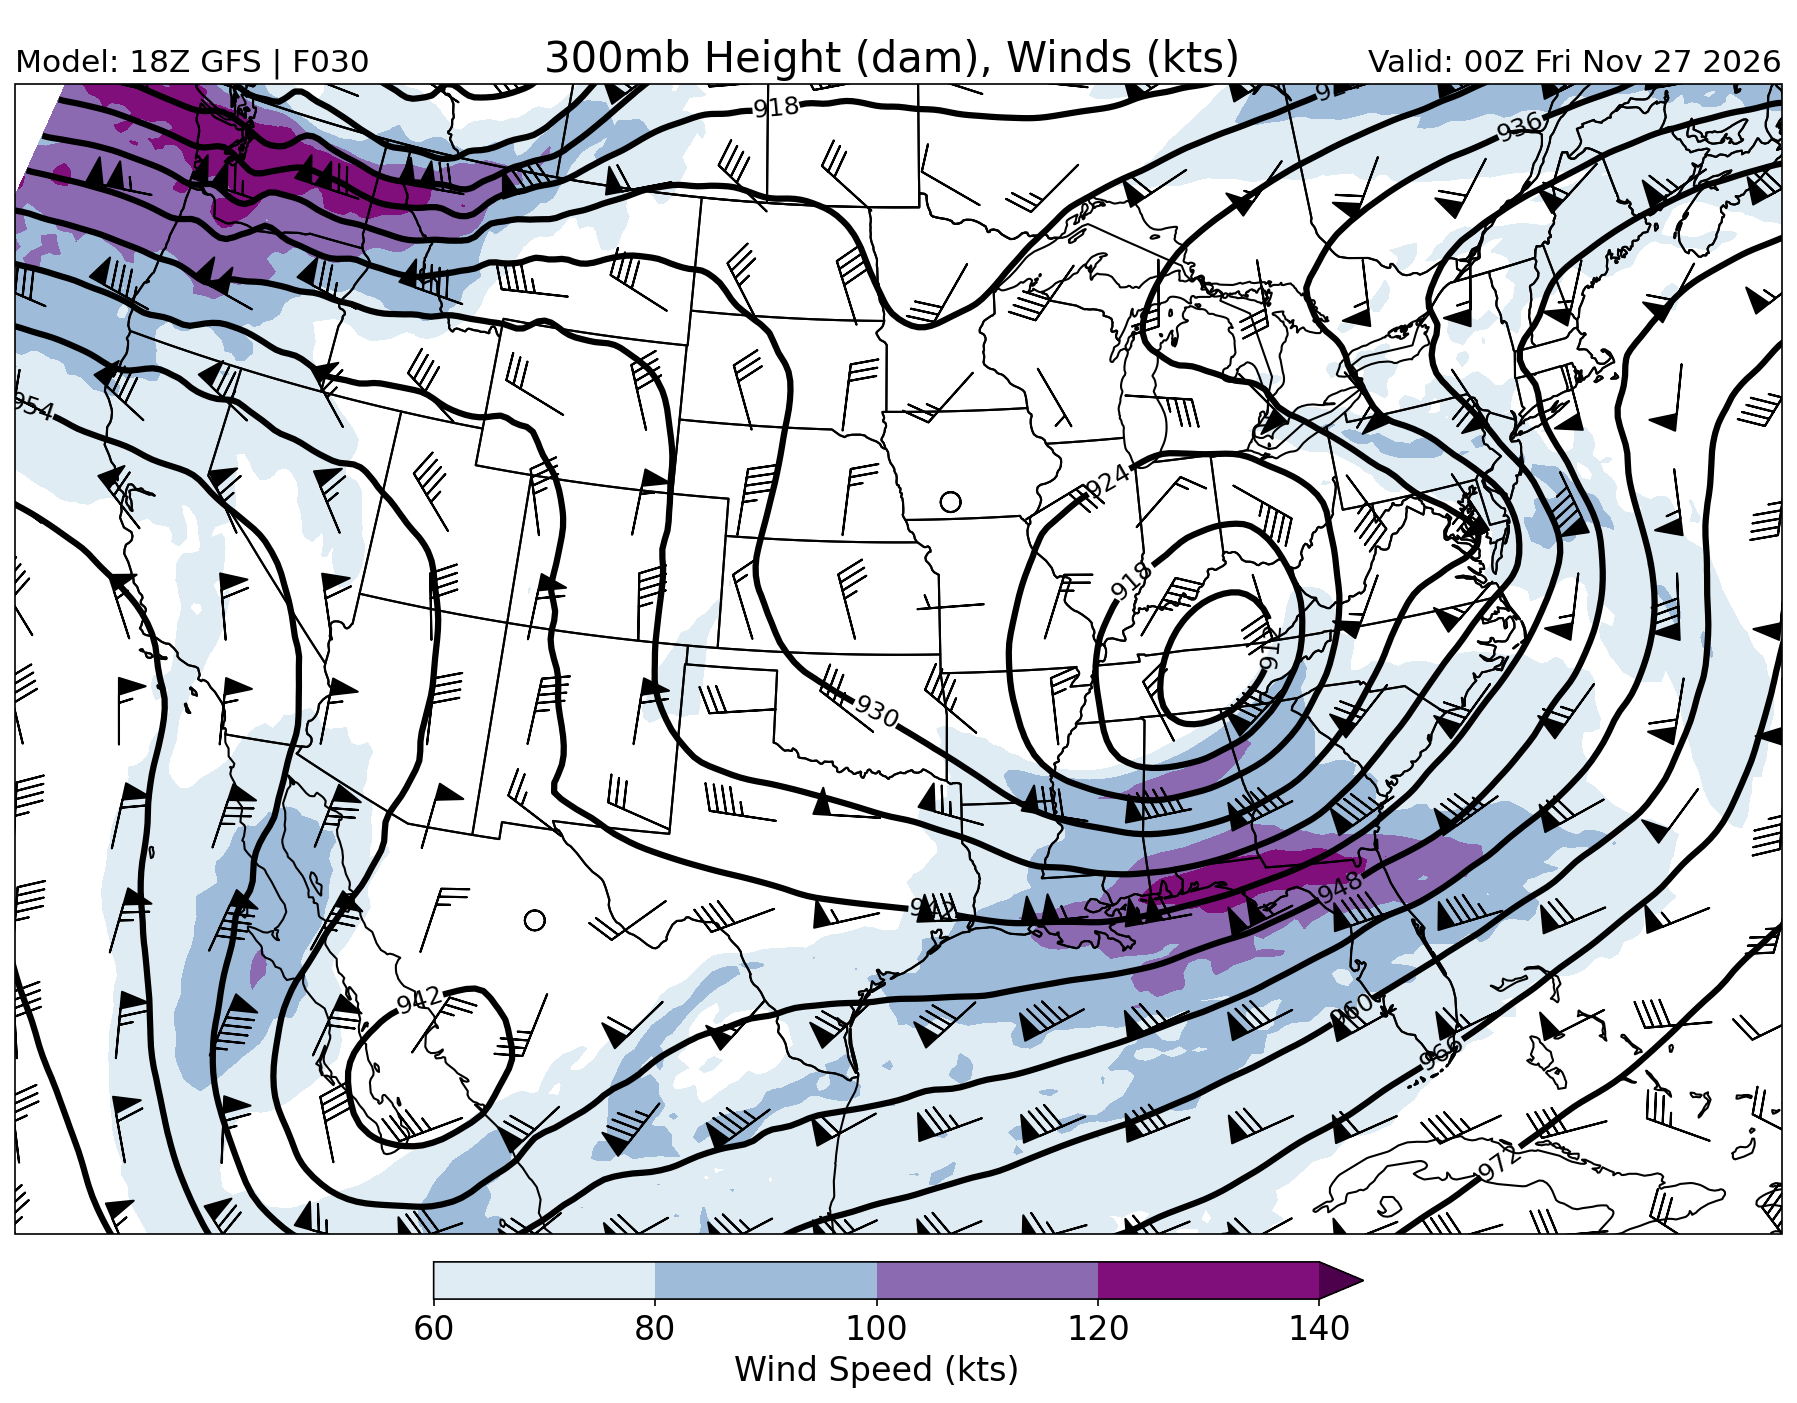 Model: 18Z GFS | F030
300mb Height (dam), Winds (kts)
Valid: 00Z Fri Nov 27 2026
918
936
954
924
918
912
930
942
948
942
960
966
972
60 80 100 120 140
Wind Speed (kts)